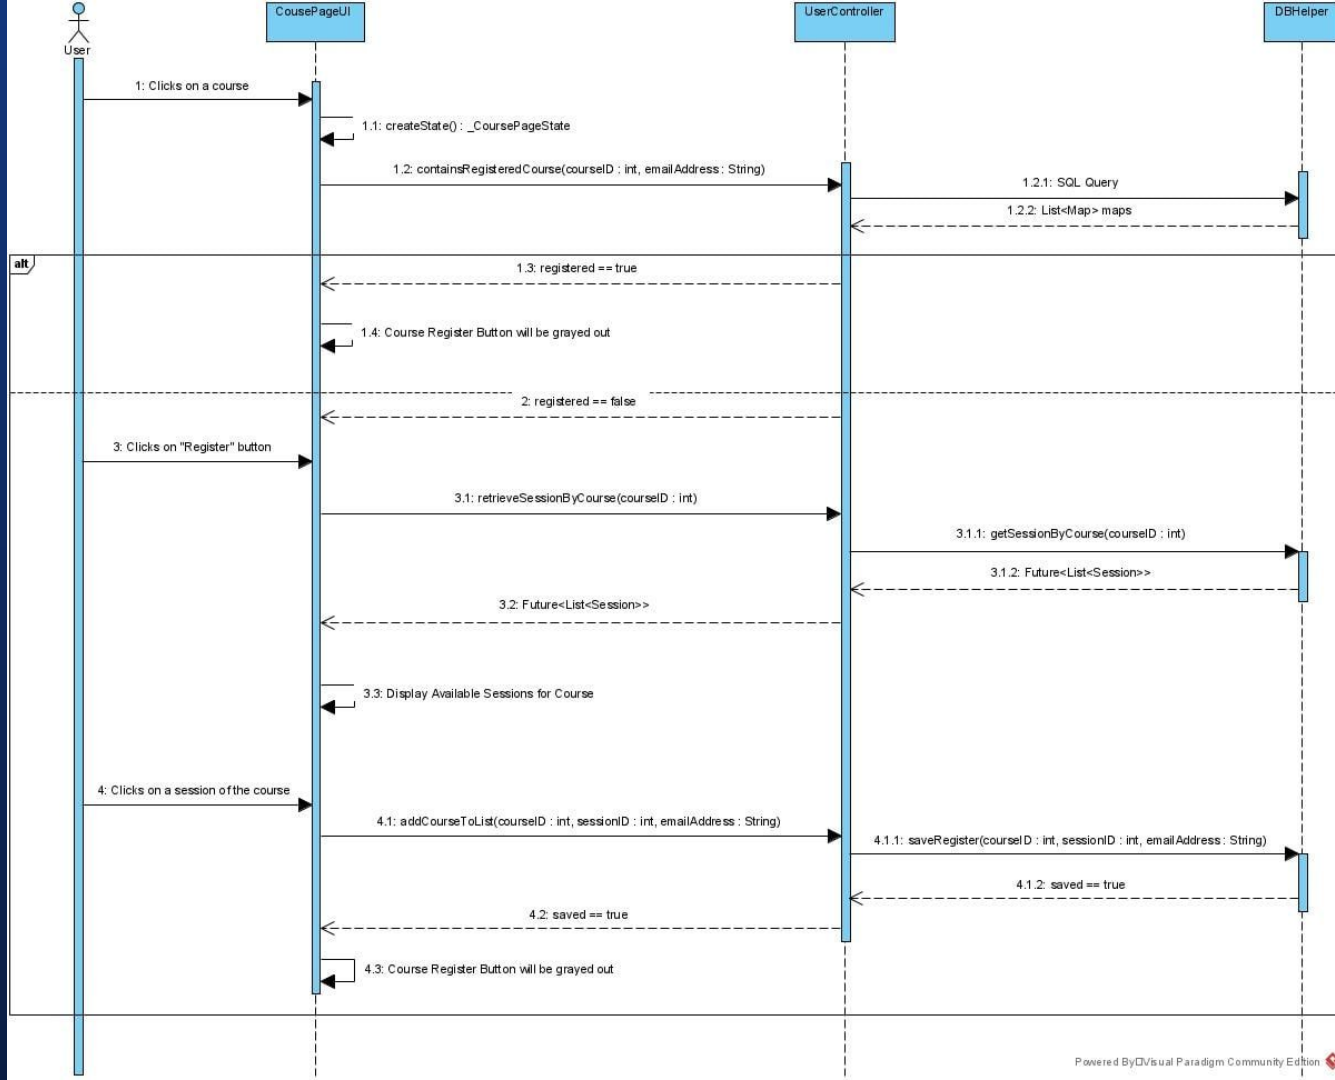 CousePageUI
UserController
DBHelper
User
1: Clicks on a course
1.1: createState() : _CoursePageState
1.2: containsRegisteredCourse(courseID : int, emailAddress : String)
1.2.1: SQL Query
1.2.2: List<Map> maps
alt
1.3: registered == true
1.4: Course Register Button will be grayed out
2: registered == false
3: Clicks on "Register" button
3.1: retrieveSessionByCourse(courseID : int)
3.1.1: getSessionByCourse(courseID : int)
3.1.2: Future<List<Session>>
3.2: Future<List<Session>>
3.3: Display Available Sessions for Course
4: Clicks on a session of the course
4.1: addCourseToList(courseID : int, sessionID : int, emailAddress : String)
4.1.1: saveRegister(courseID : int, sessionID : int, emailAddress : String)
4.1.2: saved == true
4.2: saved == true
4.3: Course Register Button will be grayed out
Powered By□Visual Paradigm Community Edition